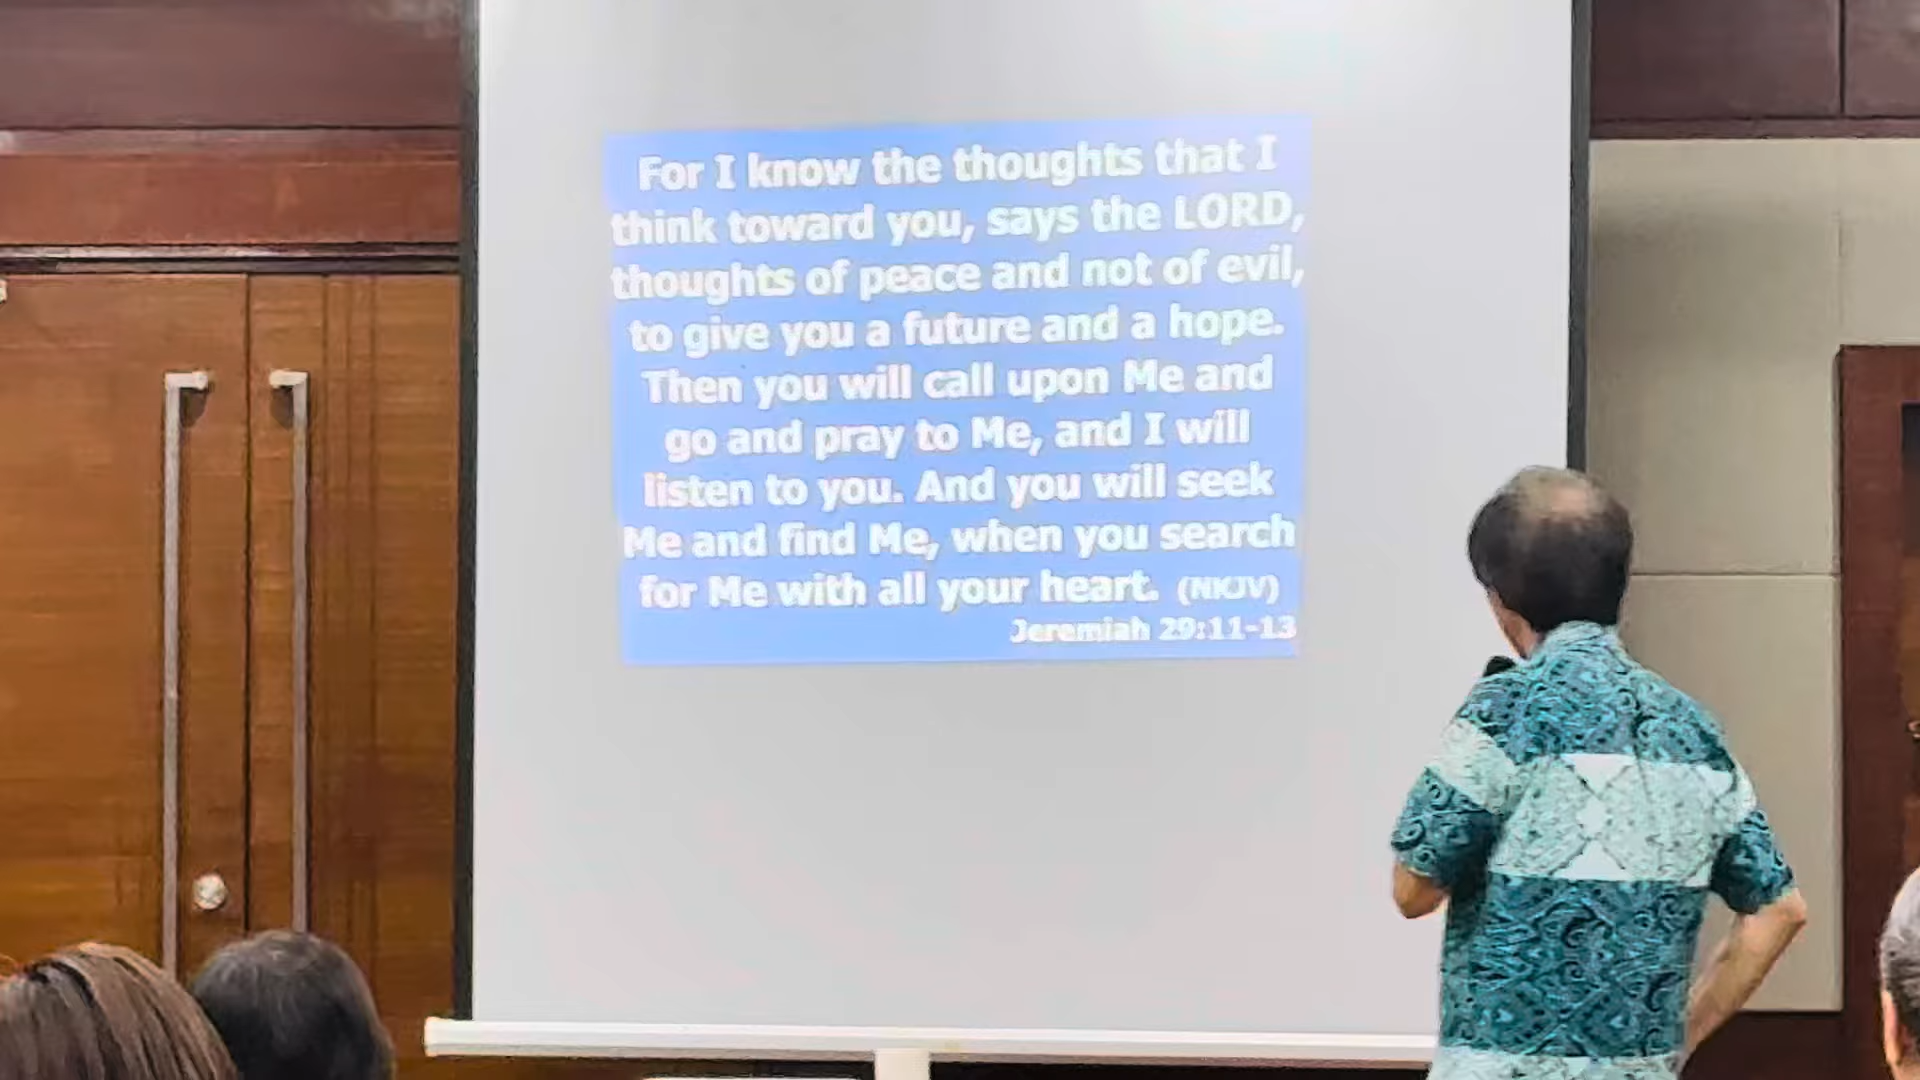 For I know the thoughts that I
think toward you, says the LORD,
thoughts of peace and not of evil,
to give you a future and a hope.
Then you will call upon Me and
go and pray to Me, and I will
listen to you. And you will seek
Me and find Me, when you search
for Me with all your heart. (NKJV)
Jeremiah 29:11-13